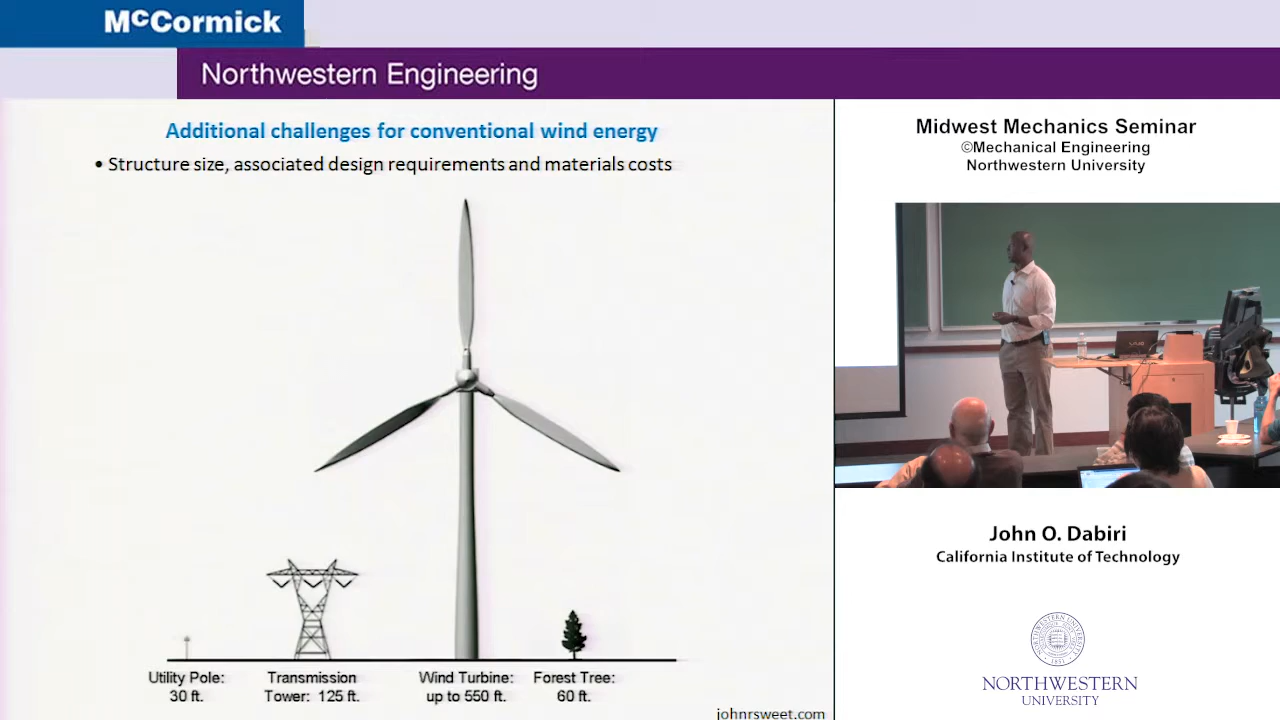 McCormick
Northwestern Engineering
Additional challenges for conventional wind energy
• Structure size, associated design requirements and materials costs
Utility Pole:
30 ft.
Transmission
Tower: 125 ft.
Wind Turbine:
up to 550 ft.
Forest Tree:
60 ft.
johnrsweet.com
Midwest Mechanics Seminar
©Mechanical Engineering
Northwestern University
John O. Dabiri
California Institute of Technology
NORTHWESTERN
UNIVERSITY